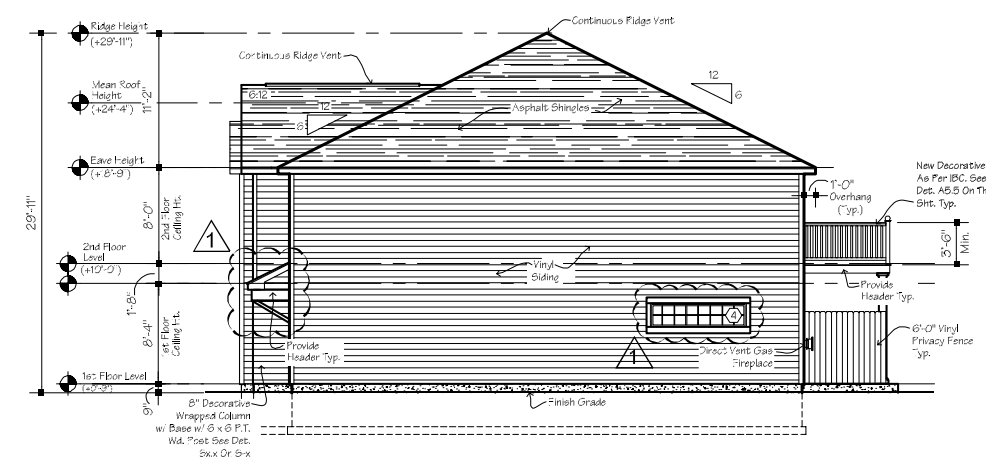 Ridge Height
(+29'-11")
Continuous Ridge Vent
Continuous Ridge Vent
Mean Roof
Height
(+24'-4")
11'-2"
6:12
12
6
12
6
Asphalt Shingles
Eave Height
29'-11"
8'-0"
2nd Floor
Ceiling Ht.
1'-0"
Overhang
(Typ.)
New Decorative
As Per IBC. See
Det. A5.5 On Th
Sht. Typ.
3'-6"
Min.
1
2nd Floor
Level
(+10'-9")
1'-8"
Vinyl
Siding
Provide
Header Typ.
8'-4"
1st Floor
Ceiling Ht.
4
1
Provide
Header Typ.
Direct Vent Gas
Fireplace
6'-0" Vinyl
Privacy Fence
Typ.
1st Floor Level
9"
8" Decorative
Wrapped Column
w/ Base w/ 6 x 6 P.T.
Wd. Post See Det.
Finish Grade